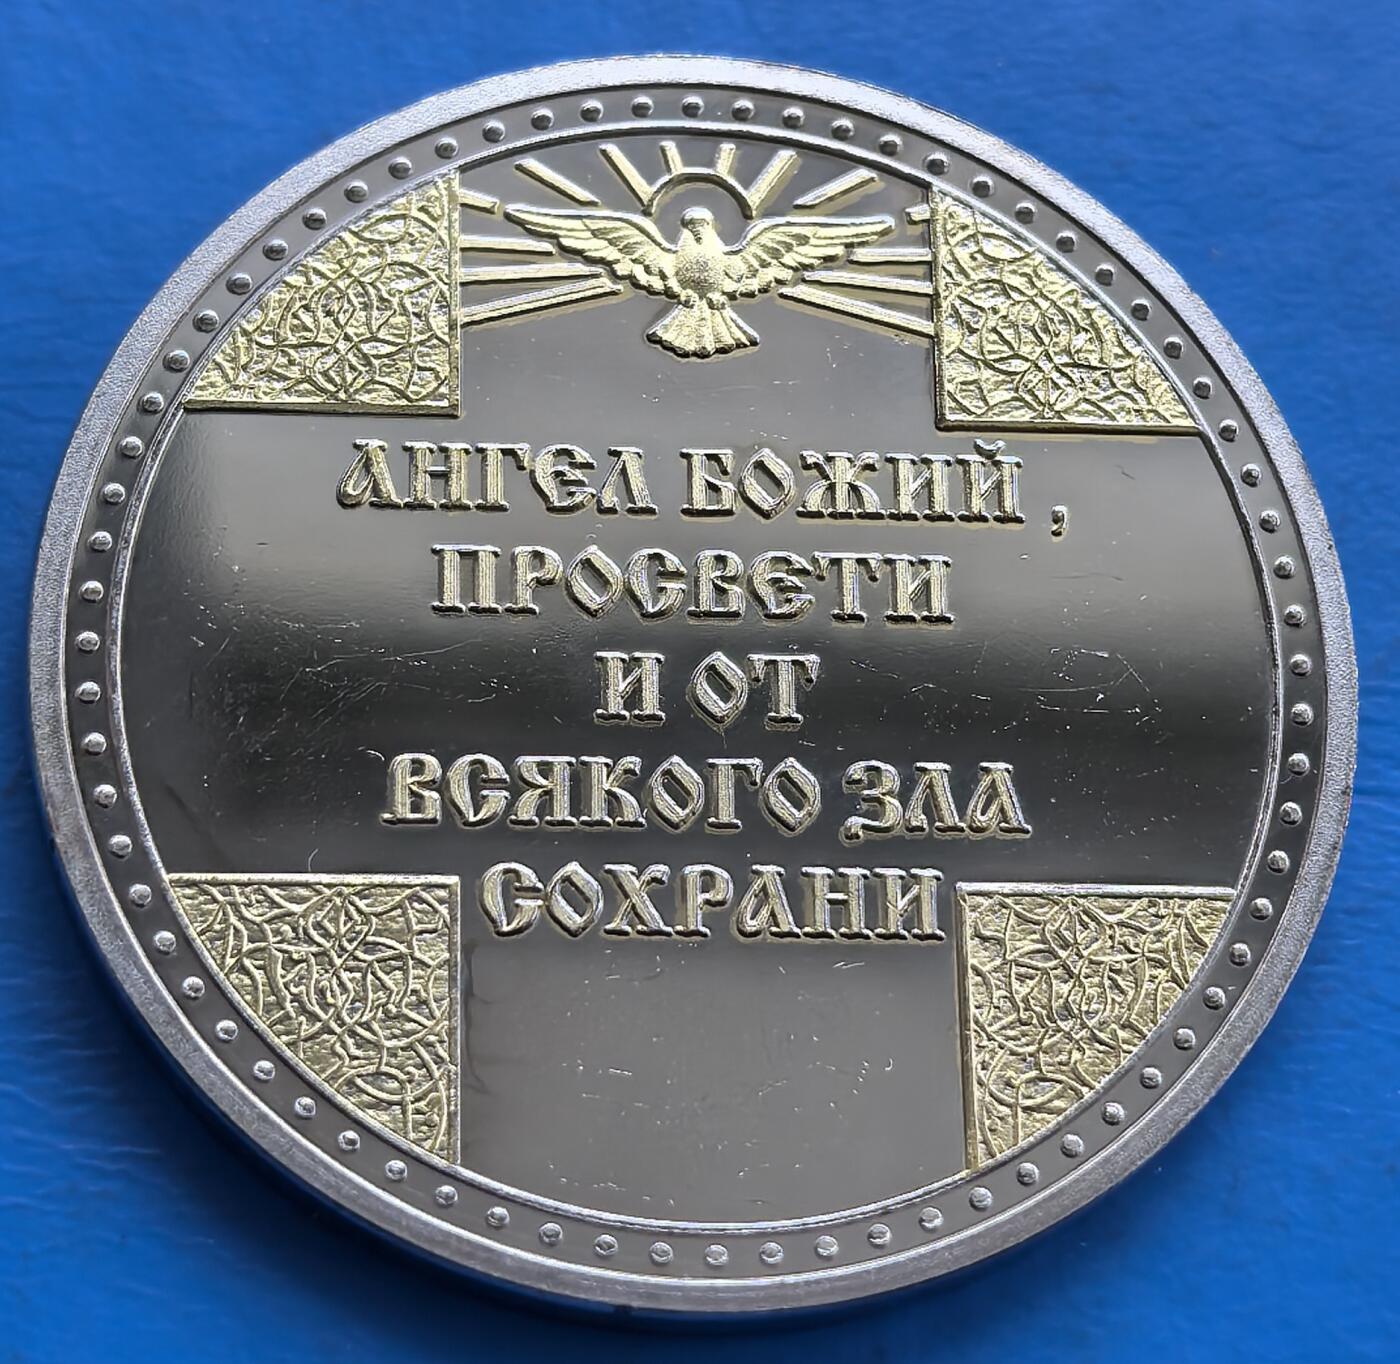 АНГЕЛ БОЖИЙ,
ПРОСВЕТИ
И ОТ
ВСЯКОГО ЗЛА
СОХРАНИ